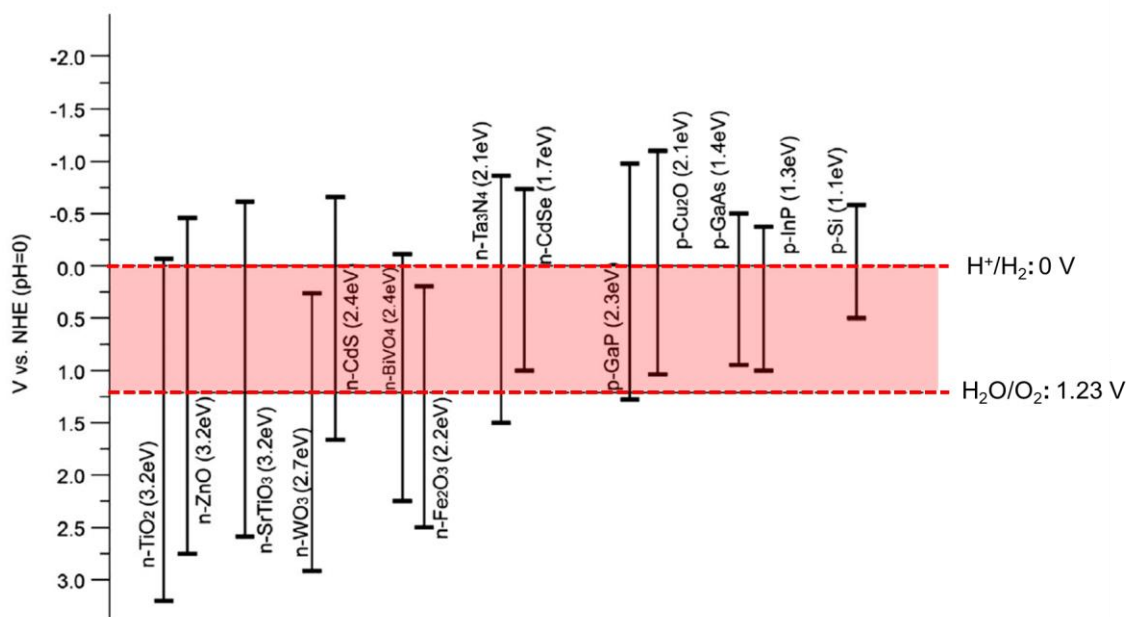 V vs. NHE (pH=0)
-2.0
-1.5
-1.0
-0.5
0.0
0.5
1.0
1.5
2.0
2.5
3.0
n-TiO₂ (3.2eV)
n-ZnO (3.2eV)
n-SrTiO₃ (3.2eV)
n-WO₃ (2.7eV)
n-CdS (2.4eV)
n-BiVO4 (2.4eV)
n-Fe₂O₃ (2.2eV)
n-Ta₃N₄ (2.1eV)
n-CdSe (1.7eV)
p-GaP (2.3eV)
p-Cu₂O (2.1eV)
p-GaAs (1.4eV)
p-InP (1.3eV)
p-Si (1.1eV)
H⁺/H₂: 0 V
H₂O/O₂: 1.23 V